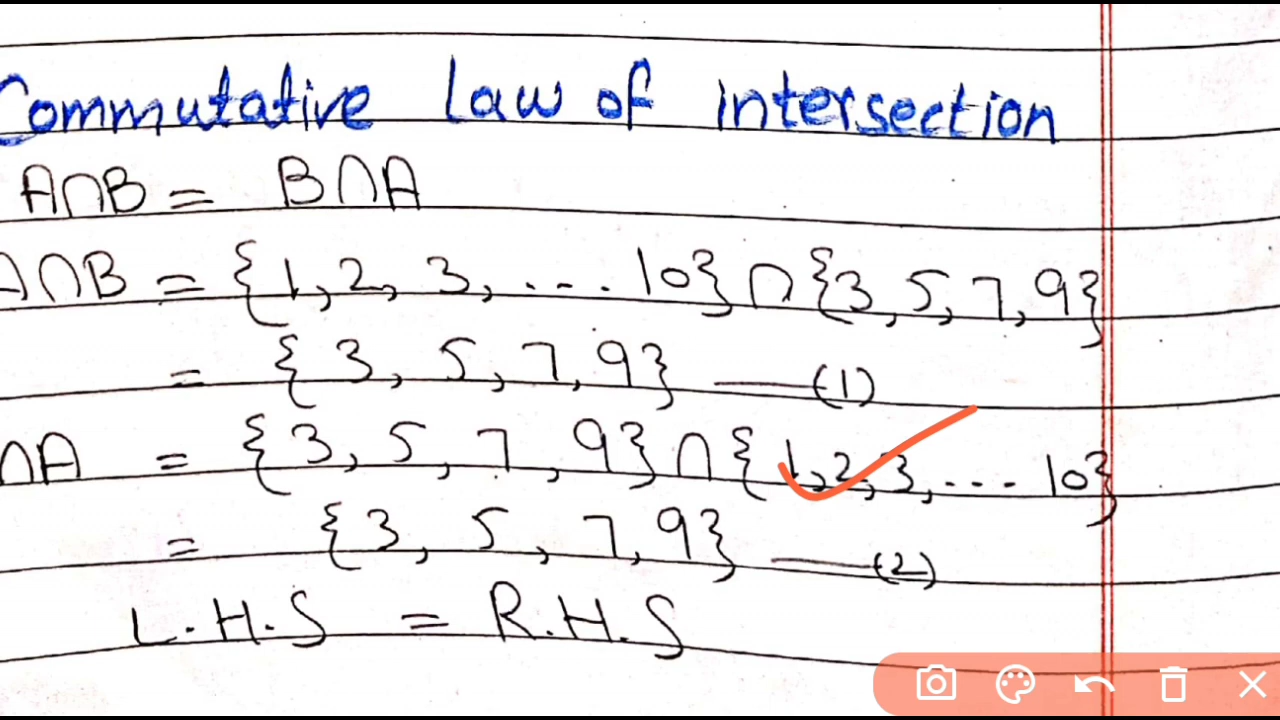 Commutative law of intersection
A∩B = B∩A
A∩B = {1,2, 3, ... 10} ∩ {3, 5, 7, 9}
= {3, 5, 7, 9} —— (1)
∩A = {3, 5, 7, 9} ∩ {1,2,3, ... 10}
= {3, 5, 7, 9} —— (2)
L.H.S = R.H.S